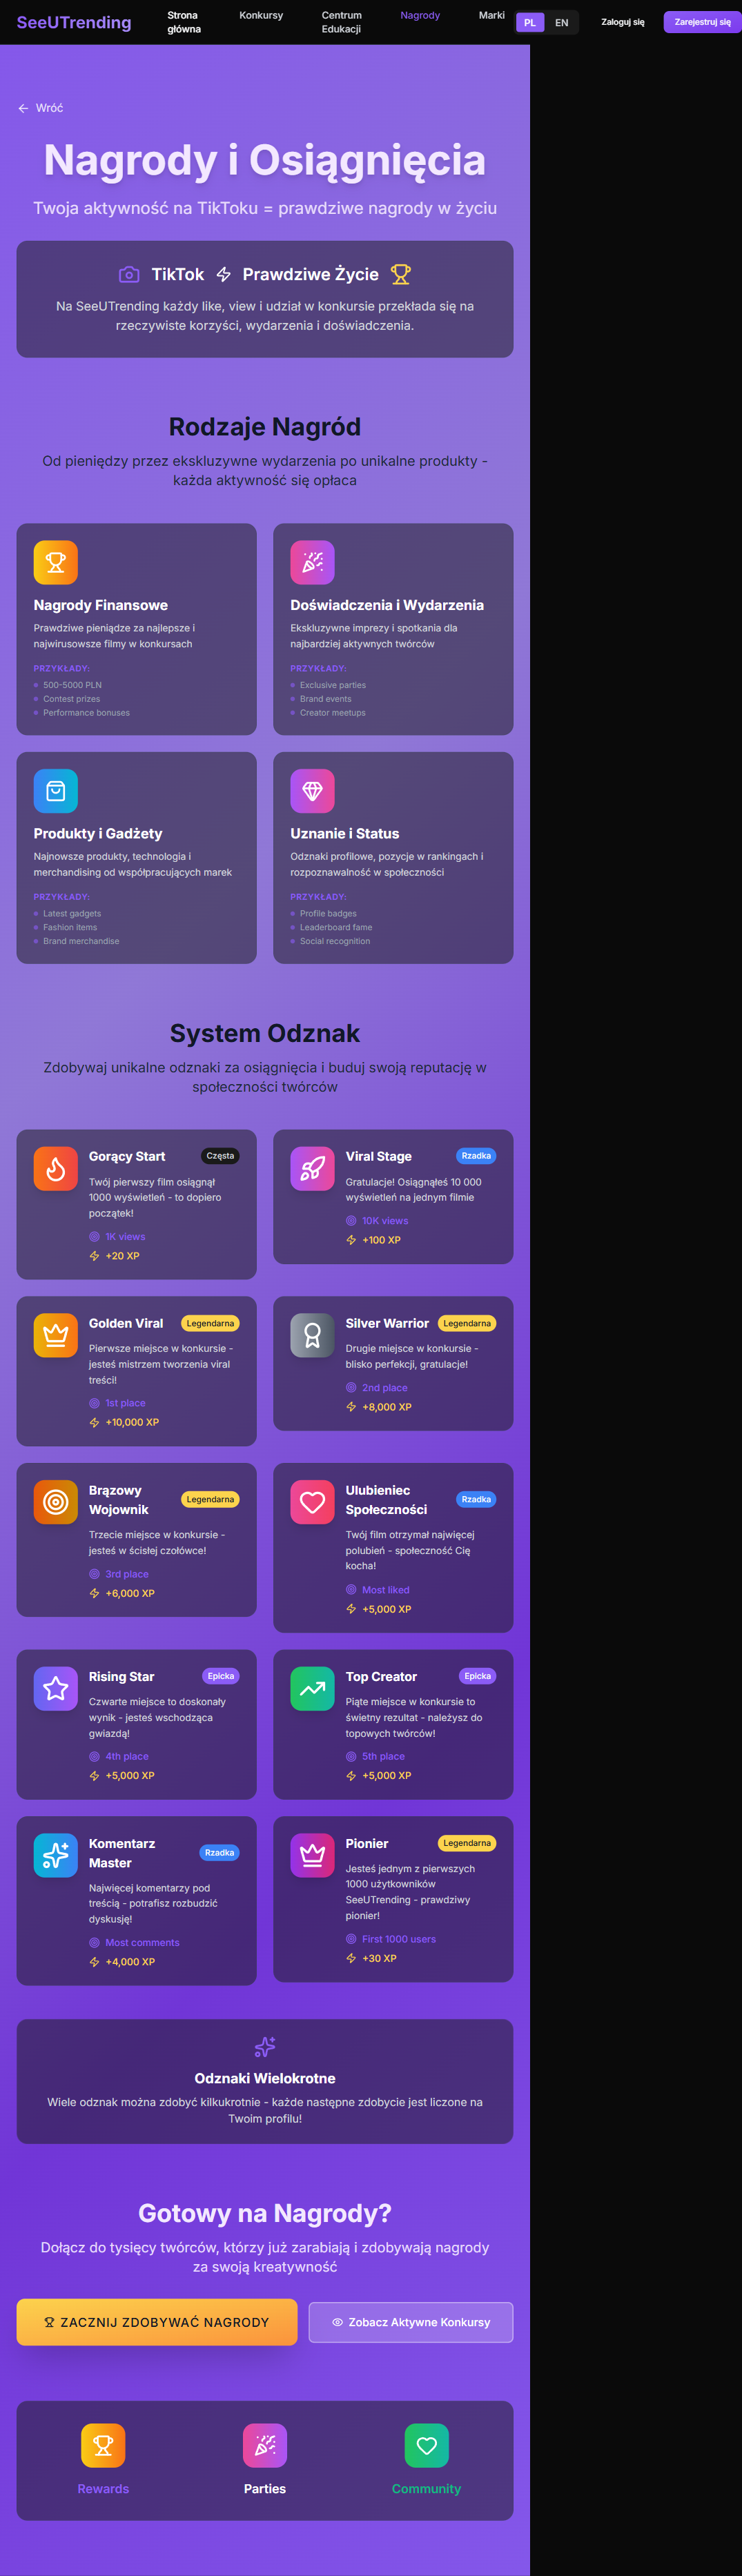 SeeUTrending
Strona
główna
Konkursy
Centrum
Edukacji
Nagrody
Marki
PL
EN
Zaloguj się
Zarejestruj się
Wróć
Nagrody i Osiągnięcia
Twoja aktywność na TikToku = prawdziwe nagrody w życiu
TikTok
Prawdziwe Życie
Na SeeUTrending każdy like, view i udział w konkursie przekłada się na
rzeczywiste korzyści, wydarzenia i doświadczenia.
Rodzaje Nagród
Od pieniędzy przez ekskluzywne wydarzenia po unikalne produkty -
każda aktywność się opłaca
Nagrody Finansowe
Prawdziwe pieniądze za najlepsze i
najwirusowsze filmy w konkursach
PRZYKŁADY:
500-5000 PLN
Contest prizes
Performance bonuses
Doświadczenia i Wydarzenia
Ekskluzywne imprezy i spotkania dla
najbardziej aktywnych twórców
PRZYKŁADY:
Exclusive parties
Brand events
Creator meetups
Produkty i Gadżety
Najnowsze produkty, technologia i
merchandising od współpracujących marek
PRZYKŁADY:
Latest gadgets
Fashion items
Brand merchandise
Uznanie i Status
Odznaki profilowe, pozycje w rankingach i
rozpoznawalność w społeczności
PRZYKŁADY:
Profile badges
Leaderboard fame
Social recognition
System Odznak
Zdobywaj unikalne odznaki za osiągnięcia i buduj swoją reputację w
społeczności twórców
Gorący Start
Częsta
Twój pierwszy film osiągnął
1000 wyświetleń - to dopiero
początek!
1K views
+20 XP
Viral Stage
Rzadka
Gratulacje! Osiągnąłeś 10 000
wyświetleń na jednym filmie
10K views
+100 XP
Golden Viral
Legendarna
Pierwsze miejsce w konkursie -
jesteś mistrzem tworzenia viral
treści!
1st place
+10,000 XP
Silver Warrior
Legendarna
Drugie miejsce w konkursie -
blisko perfekcji, gratulacje!
2nd place
+8,000 XP
Brązowy
Wojownik
Legendarna
Trzecie miejsce w konkursie -
jesteś w ścisłej czołówce!
3rd place
+6,000 XP
Ulubieniec
Społeczności
Rzadka
Twój film otrzymał najwięcej
polubień - społeczność Cię
kocha!
Most liked
+5,000 XP
Rising Star
Epicka
Czwarte miejsce to doskonały
wynik - jesteś wschodząca
gwiazdą!
4th place
+5,000 XP
Top Creator
Epicka
Piąte miejsce w konkursie to
świetny rezultat - należysz do
topowych twórców!
5th place
+5,000 XP
Komentarz
Master
Rzadka
Najwięcej komentarzy pod
treścią - potrafisz rozbudzić
dyskusję!
Most comments
+4,000 XP
Pionier
Legendarna
Jesteś jednym z pierwszych
1000 użytkowników
SeeUTrending - prawdziwy
pionier!
First 1000 users
+30 XP
Odznaki Wielokrotne
Wiele odznak można zdobyć kilkukrotnie - każde następne zdobycie jest liczone na
Twoim profilu!
Gotowy na Nagrody?
Dołącz do tysięcy twórców, którzy już zarabiają i zdobywają nagrody
za swoją kreatywność
ZACZNIJ ZDOBYWAĆ NAGRODY
Zobacz Aktywne Konkursy
Rewards
Parties
Community